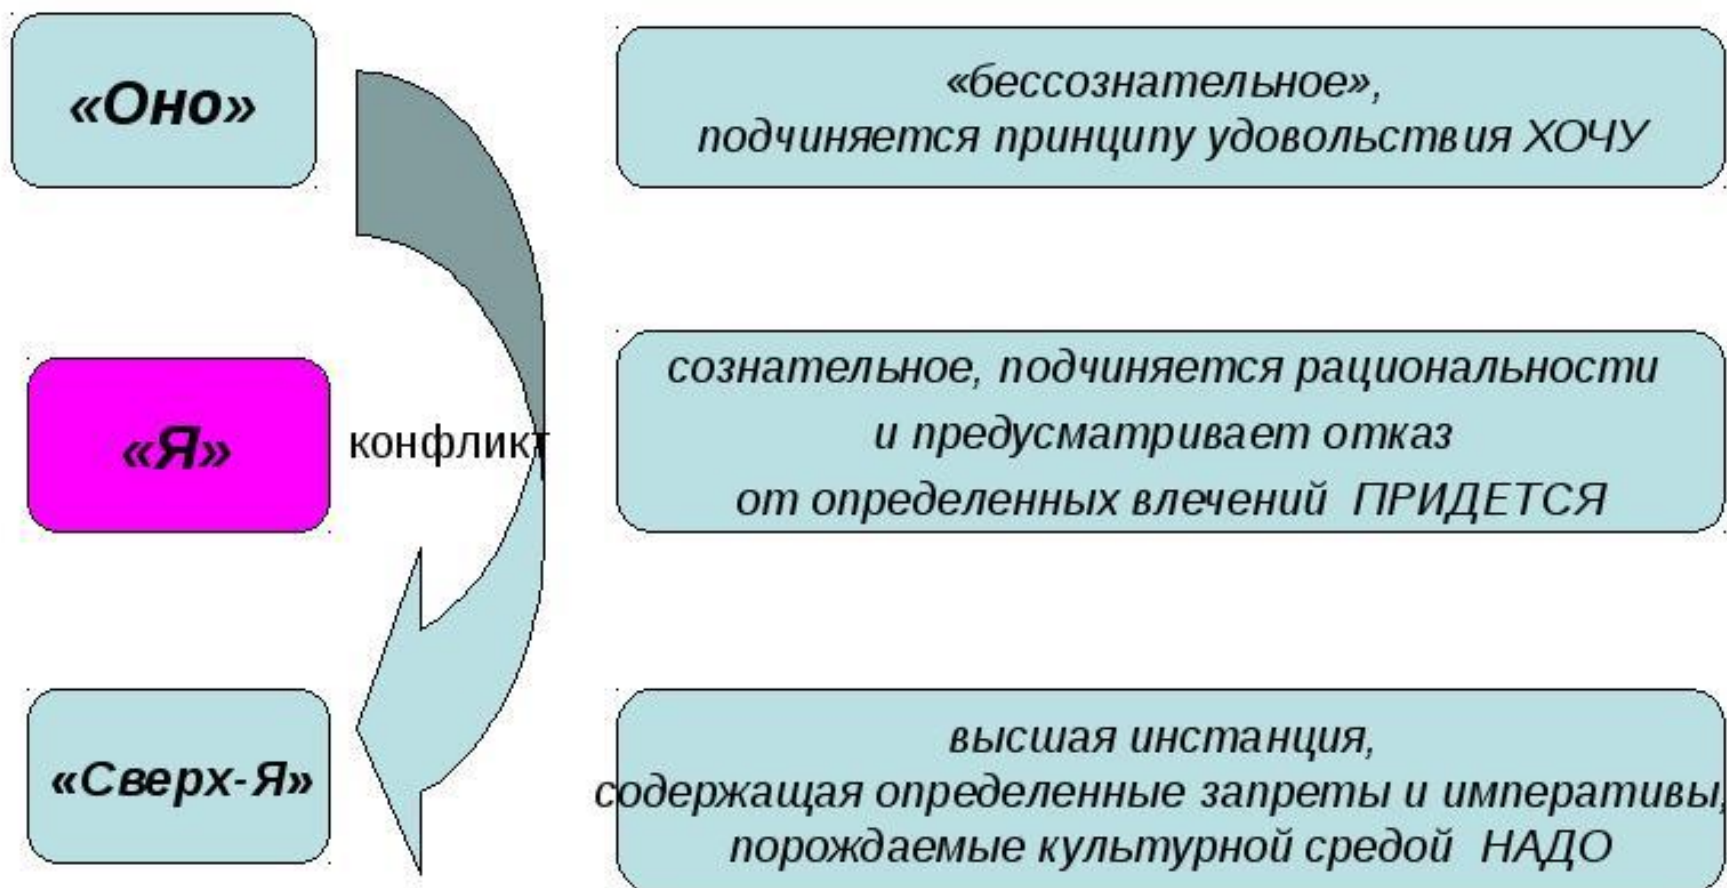 «Оно»
«бессознательное»,
подчиняется принципу удовольствия ХОЧУ
«Я»
конфликт
сознательное, подчиняется рациональности
и предусматривает отказ
от определенных влечений ПРИДЕТСЯ
«Сверх-Я»
высшая инстанция,
содержащая определенные запреты и императивы,
порождаемые культурной средой НАДО